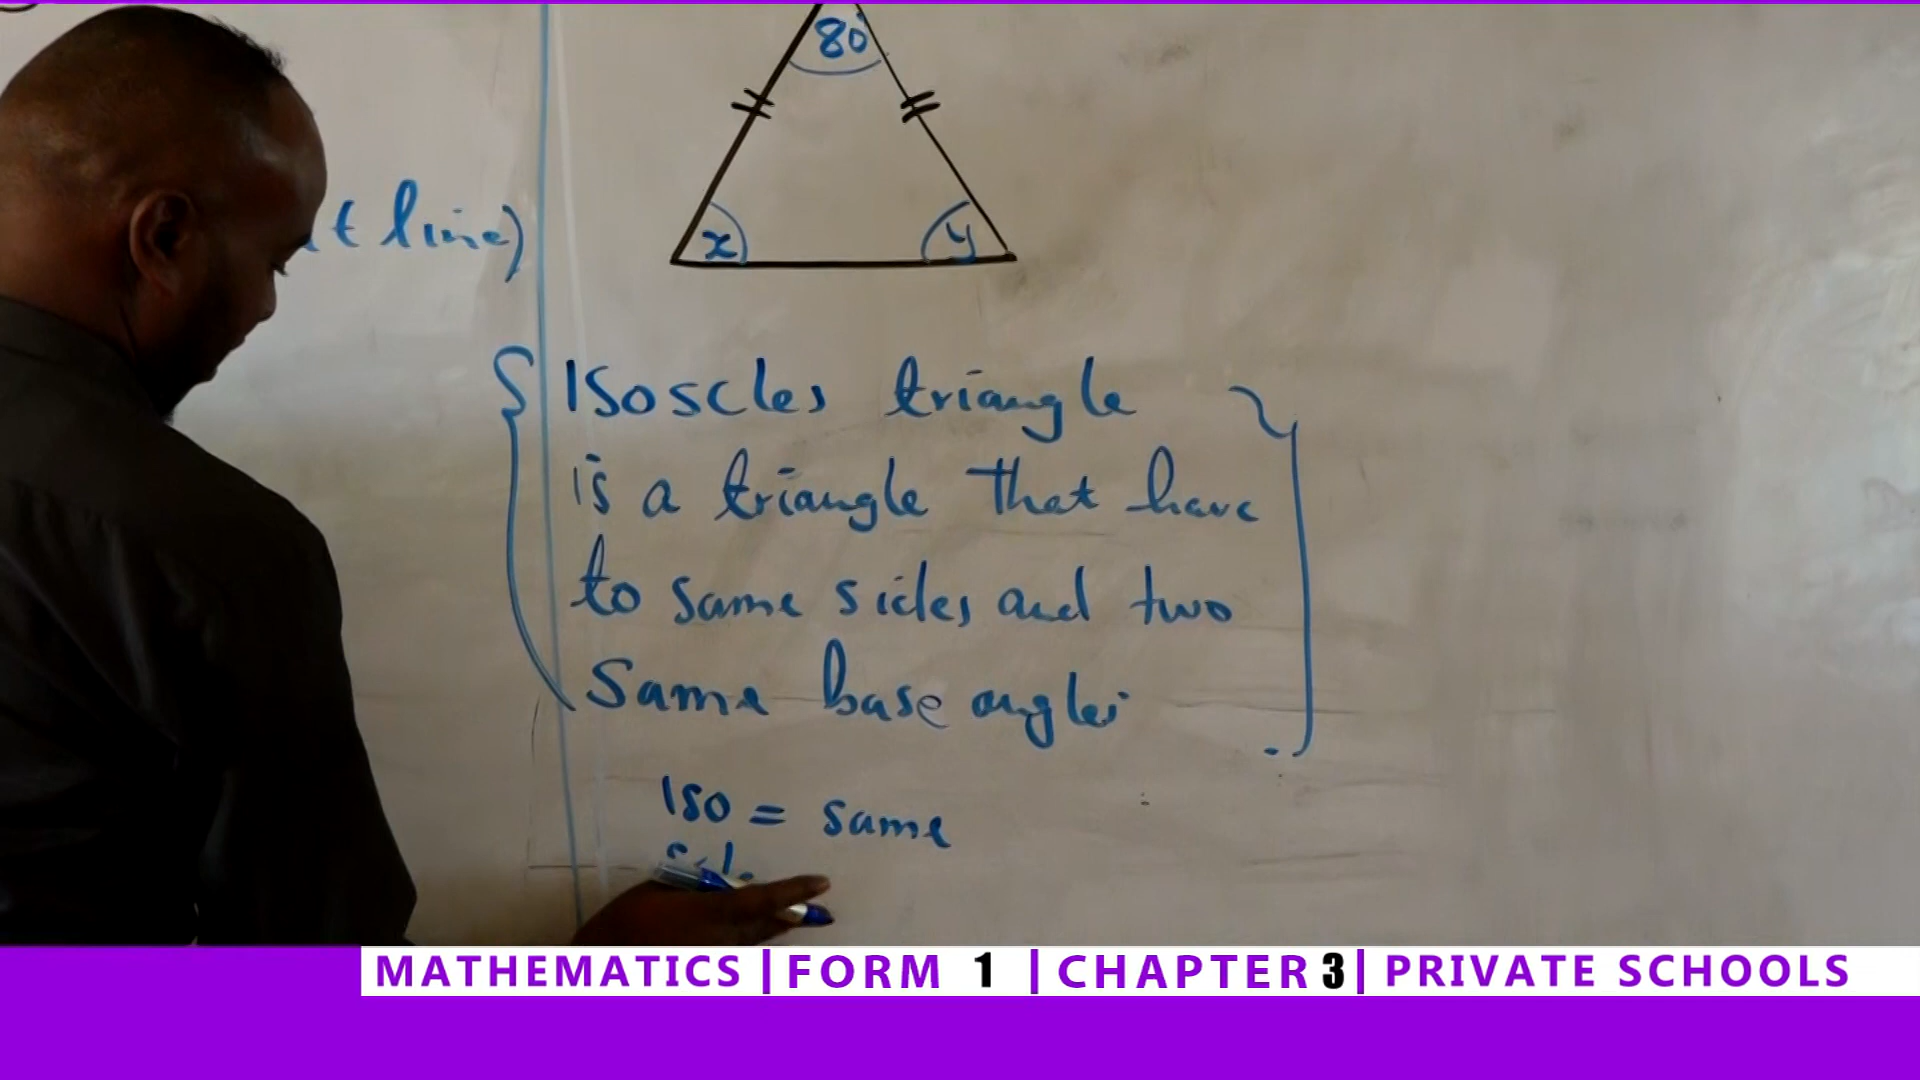 80°
x
y
line)
Isoscles triangle
is a triangle that have
to same sides and two
Same base angles
Iso = same
MATHEMATICS | FORM 1 | CHAPTER 3 | PRIVATE SCHOOLS